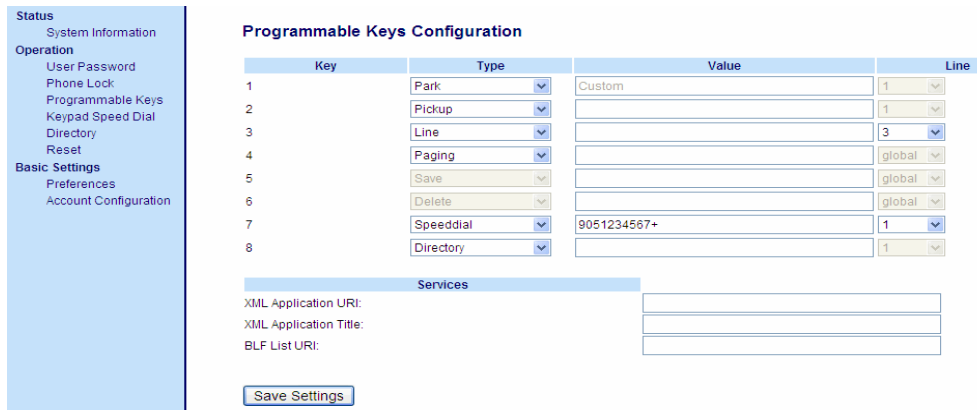 Status
System Information
Operation
User Password
Phone Lock
Programmable Keys
Keypad Speed Dial
Directory
Reset
Basic Settings
Preferences
Account Configuration
Programmable Keys Configuration
Key Type Value Line
1 Park Custom 1
2 Pickup 1
3 Line 3
4 Paging global
5 Save global
6 Delete global
7 Speeddial 9051234567+ 1
8 Directory 1
Services
XML Application URI:
XML Application Title:
BLF List URI:
Save Settings